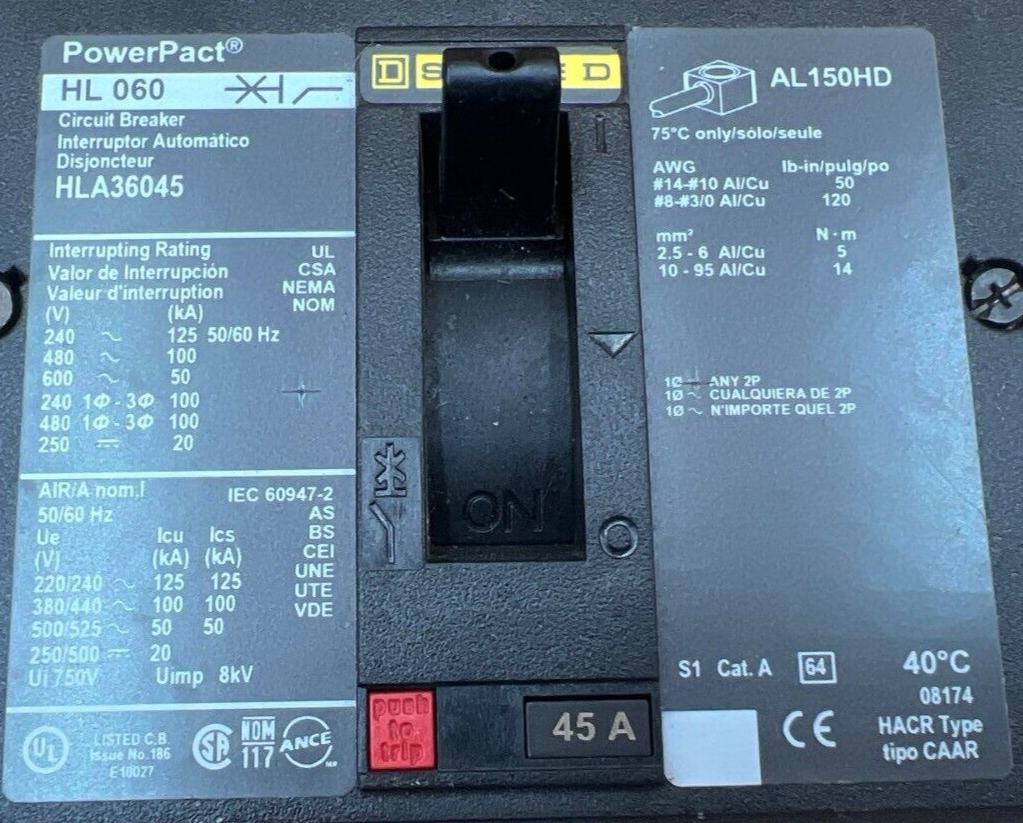 PowerPact®
HL 060
Circuit Breaker
Interruptor Automático
Disjoncteur
HLA36045
Interrupting Rating UL
Valor de Interrupción CSA
Valeur d'interruption NEMA
(V) (kA) NOM
240 ~ 125 50/60 Hz
480 ~ 100
600 ~ 50
240 1Φ - 3Φ 100
480 1Φ - 3Φ 100
250 ⎓ 20
AIR/A nom.I IEC 60947-2
50/60 Hz AS
Ue Icu Ics BS
(V) (kA) (kA) CEI
220/240 ~ 125 125 UNE
380/440 ~ 100 100 UTE
500/525 ~ 50 50 VDE
250/500 ⎓ 20
Ui 750V Uimp 8kV
UL LISTED C.B.
Issue No. 186
E10027
SA NOM
117 ANCE
S E D
I
ON
O
push
to
trip
45 A
AL150HD
75°C only/sólo/seule
AWG lb-in/pulg/po
#14-#10 Al/Cu 50
#8-#3/0 Al/Cu 120
mm² N·m
2.5 - 6 Al/Cu 5
10 - 95 Al/Cu 14
1Ø ~ ANY 2P
1Ø ~ CUALQUIERA DE 2P
1Ø ~ N'IMPORTE QUEL 2P
S1 Cat. A 64 40°C
08174
CE HACR Type
tipo CAAR